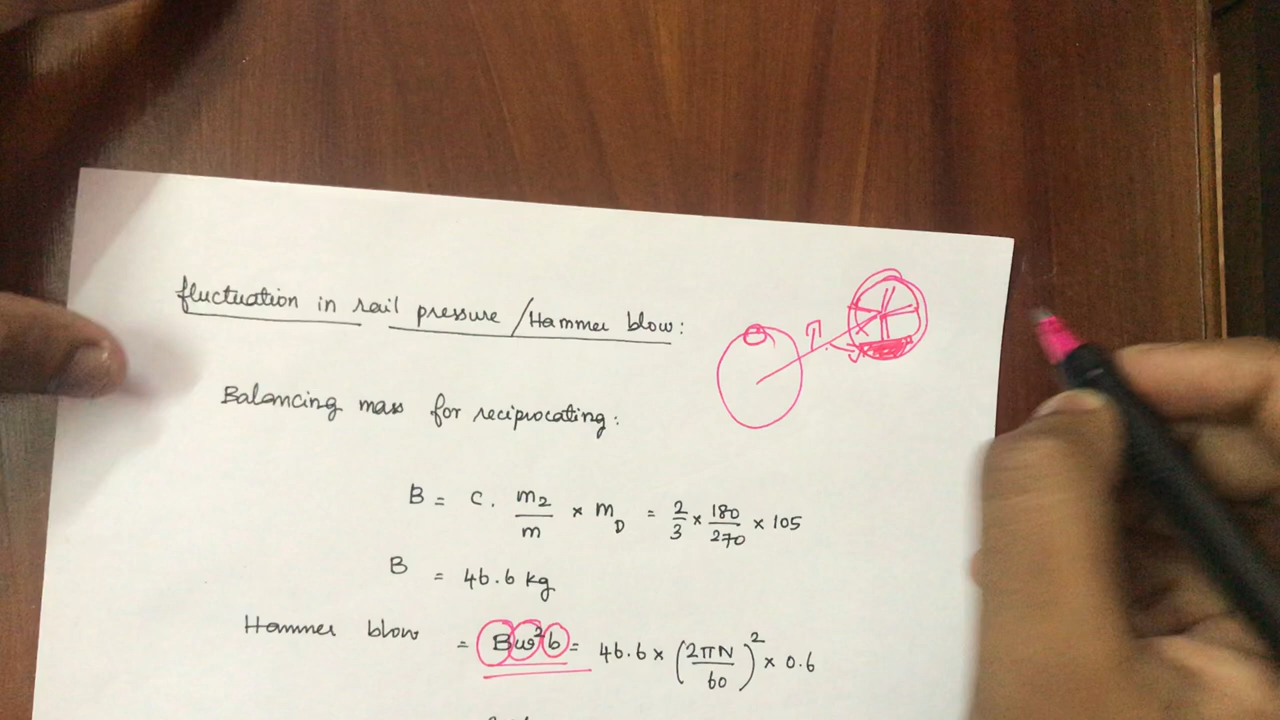 fluctuation in rail pressure /Hammer blow:
Balancing mass for reciprocating:
B = C. m2/m × mD = 2/3 × 180/270 × 105
B = 46.6 kg
Hammer blow = Bω²b = 46.6 × (2πN/60)² × 0.6